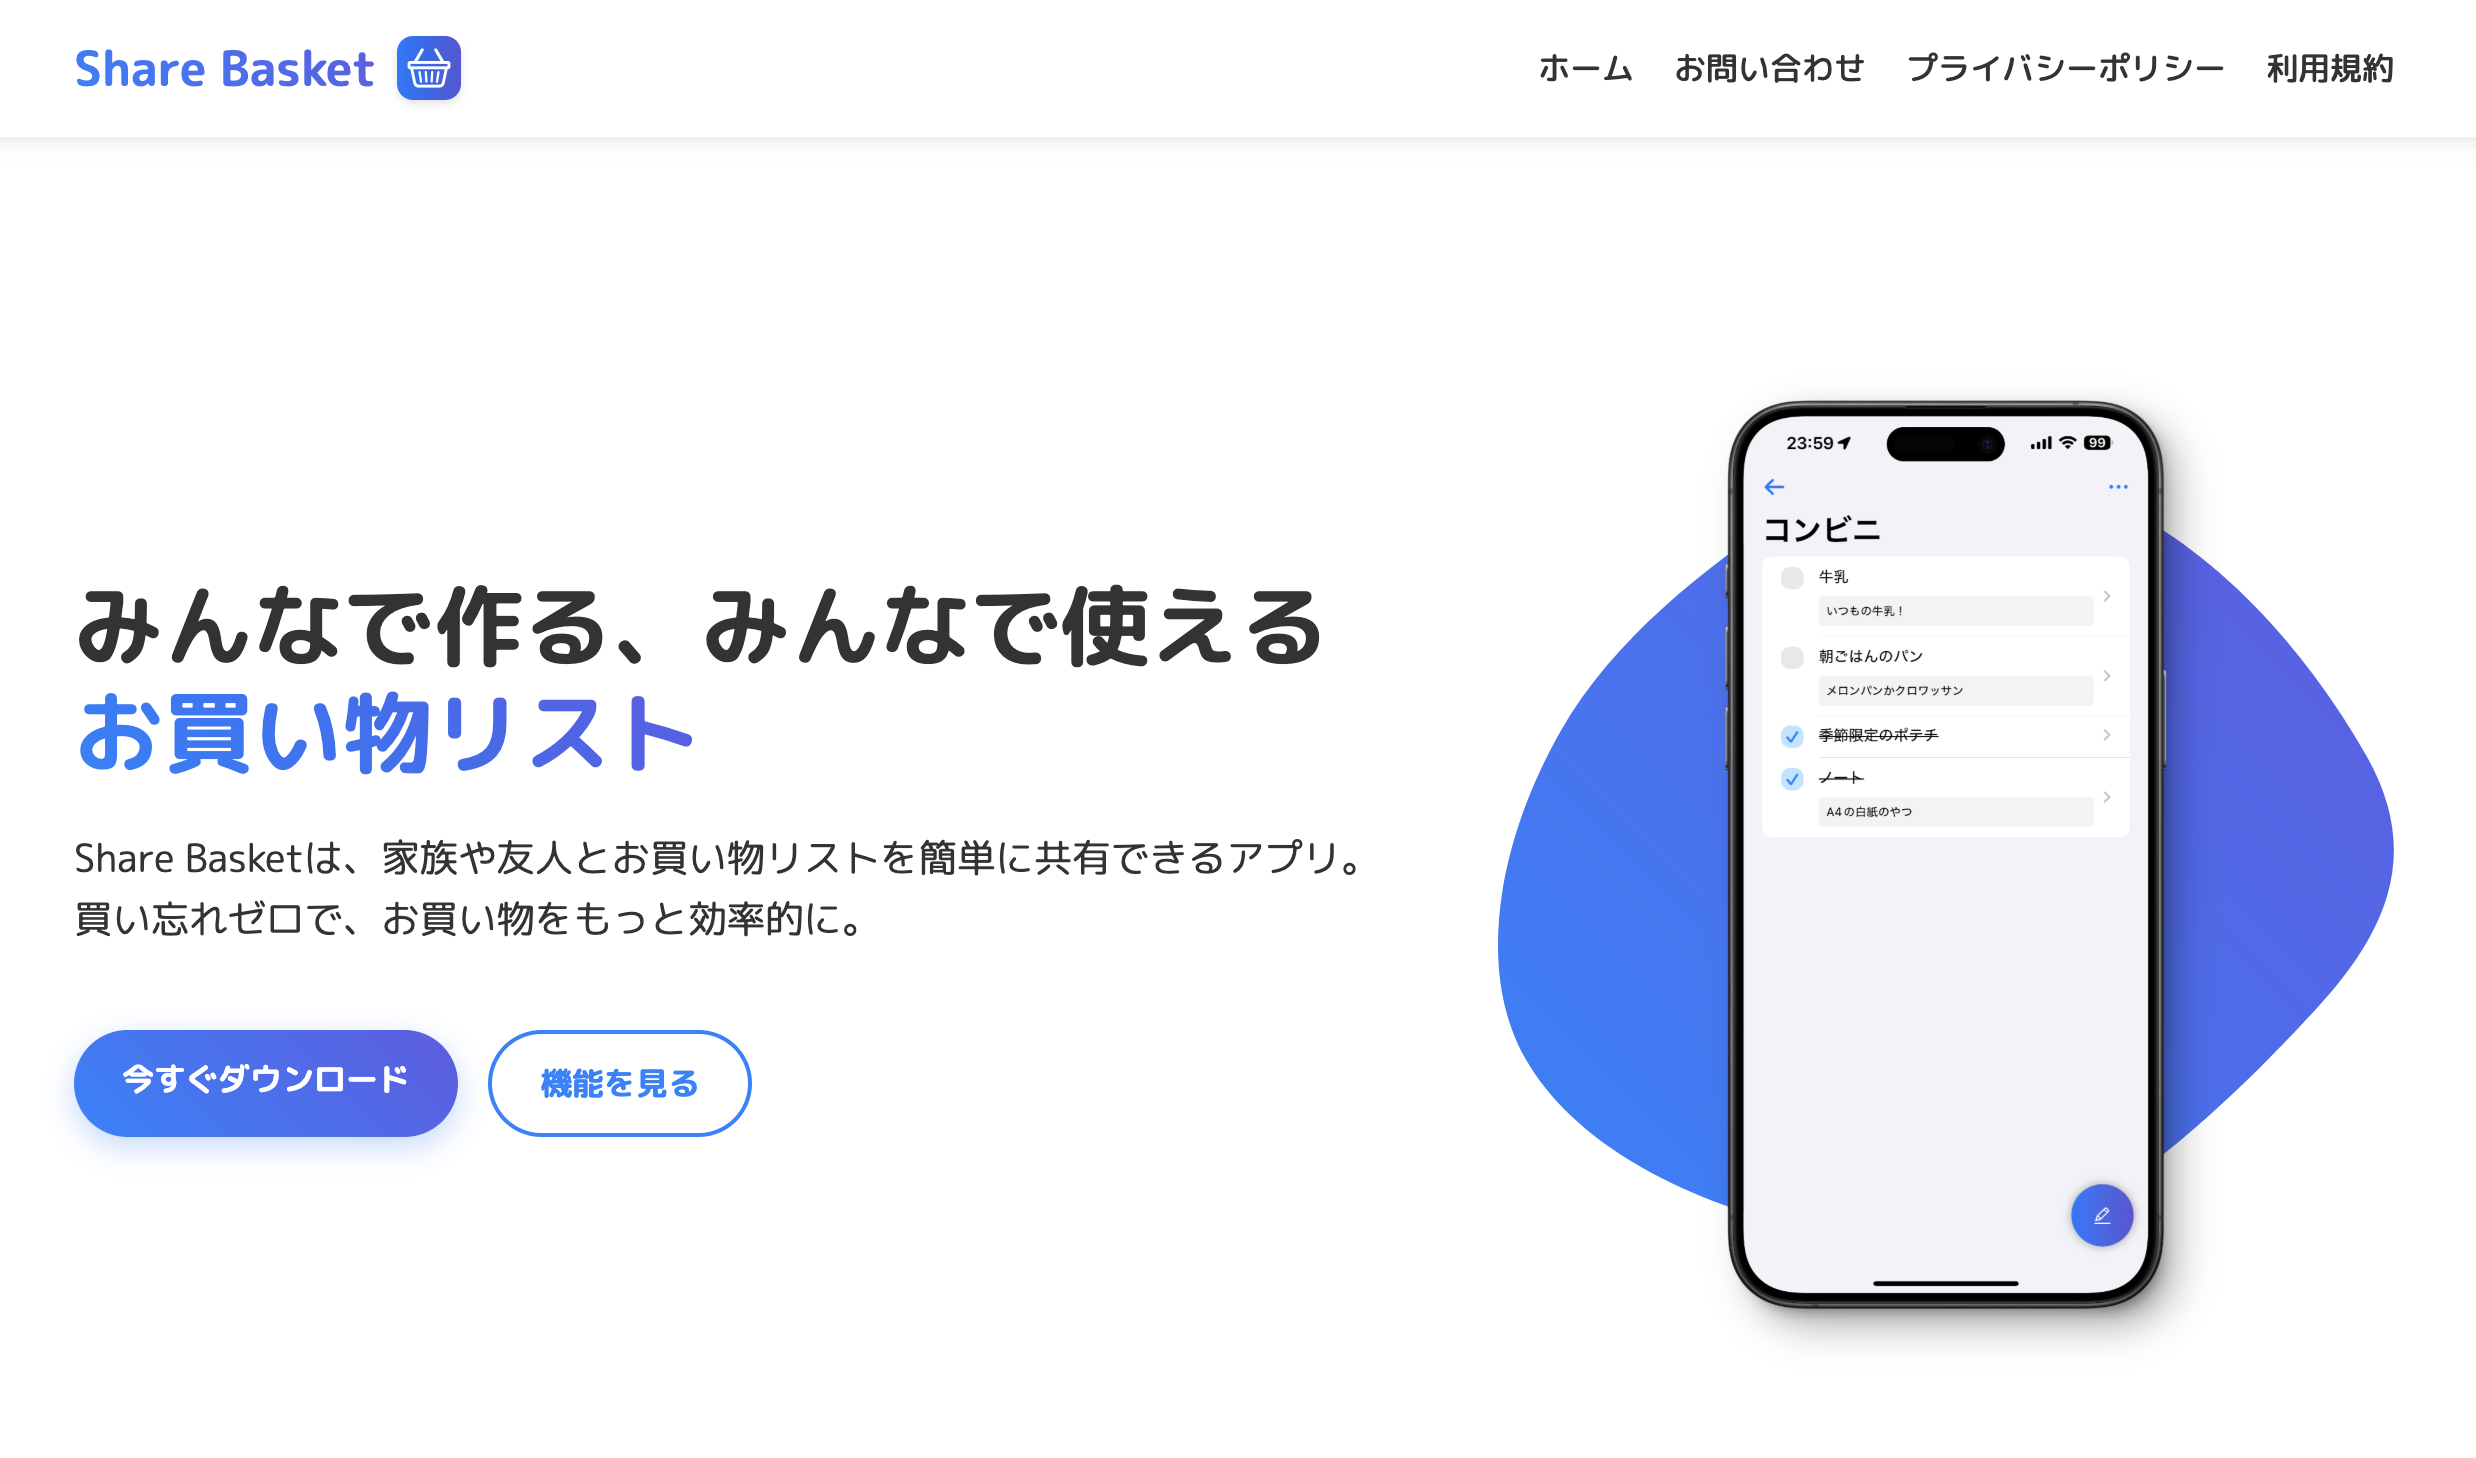 Share Basket
ホーム お問い合わせ プライバシーポリシー 利用規約
みんなで作る、みんなで使える
お買い物リスト
Share Basketは、家族や友人とお買い物リストを簡単に共有できるアプリ。
買い忘れゼロで、お買い物をもっと効率的に。
今すぐダウンロード
機能を見る
23:59
99
コンビニ
牛乳
いつもの牛乳！
朝ごはんのパン
メロンパンかクロワッサン
季節限定のポテチ
ノート
A4の白紙のやつ